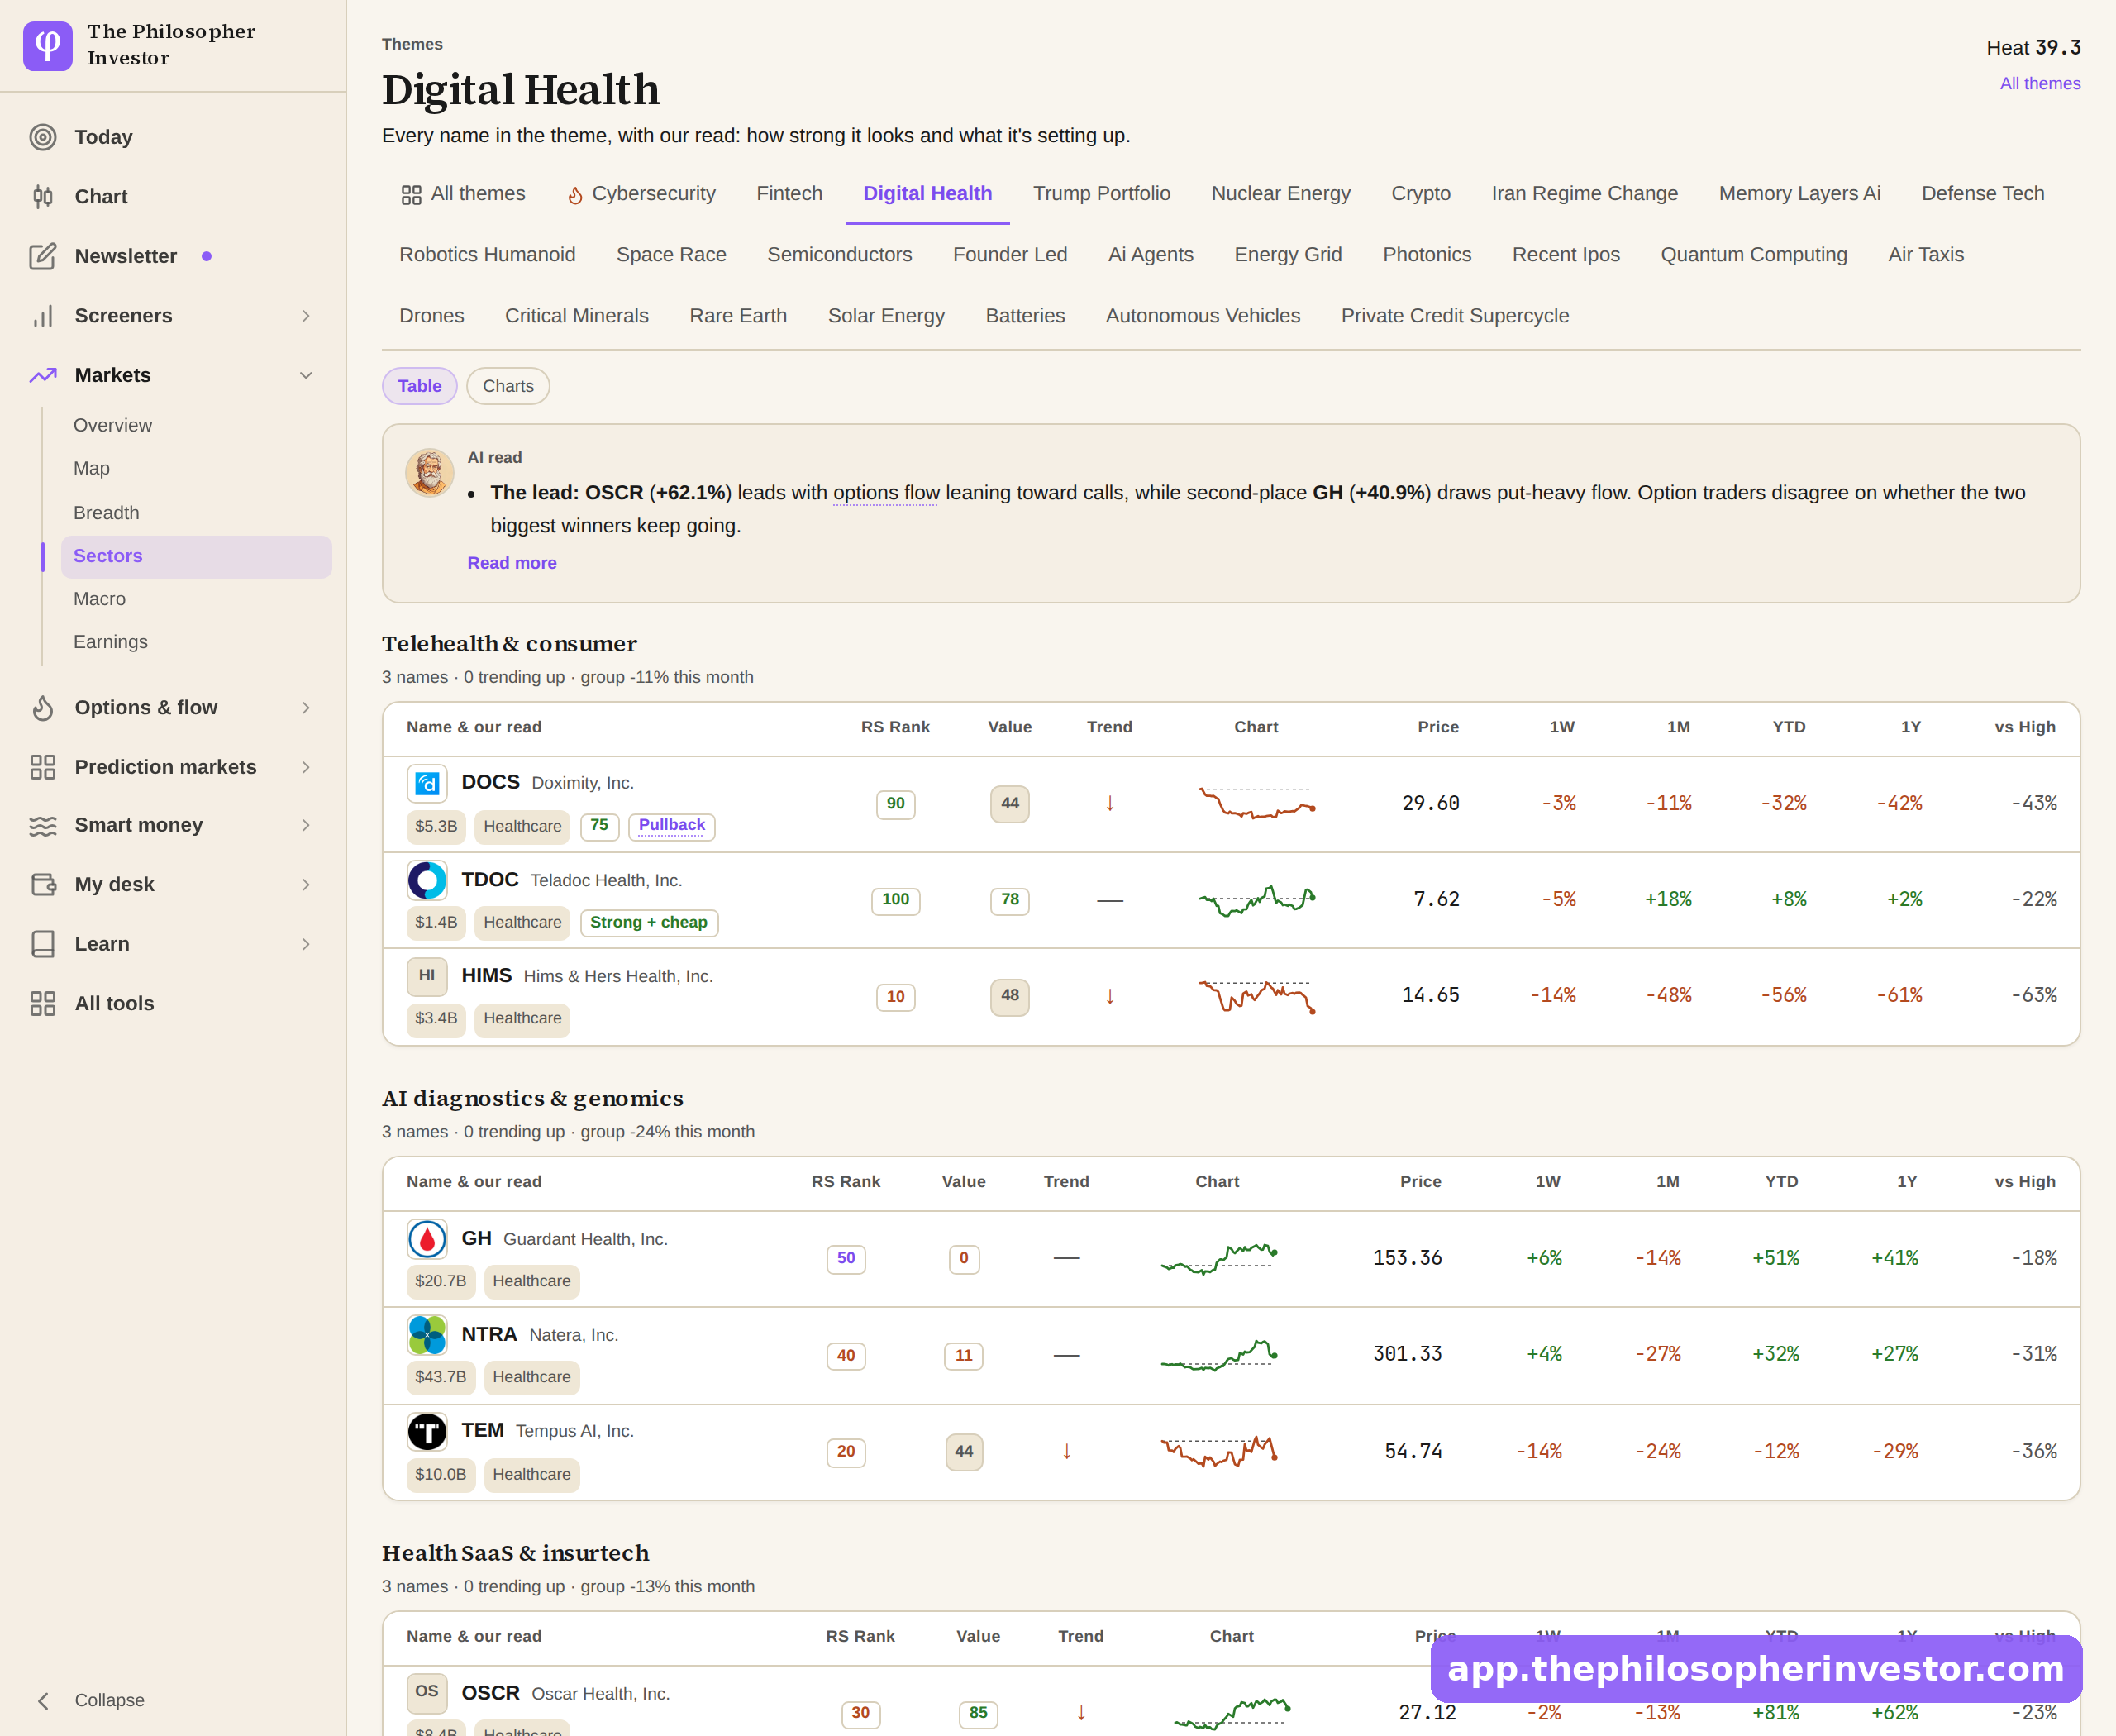 φ
The Philosopher
Investor
Today
Chart
Newsletter
Screeners
Markets
Overview
Map
Breadth
Sectors
Macro
Earnings
Options & flow
Prediction markets
Smart money
My desk
Learn
All tools
Collapse
Themes
Digital Health
Every name in the theme, with our read: how strong it looks and what it's setting up.
Heat 39.3
All themes
All themes Cybersecurity Fintech Digital Health Trump Portfolio Nuclear Energy Crypto Iran Regime Change Memory Layers Ai Defense Tech
Robotics Humanoid Space Race Semiconductors Founder Led Ai Agents Energy Grid Photonics Recent Ipos Quantum Computing Air Taxis
Drones Critical Minerals Rare Earth Solar Energy Batteries Autonomous Vehicles Private Credit Supercycle
Table Charts
AI read
• The lead: OSCR (+62.1%) leads with options flow leaning toward calls, while second-place GH (+40.9%) draws put-heavy flow. Option traders disagree on whether the two
biggest winners keep going.
Read more
Telehealth & consumer
3 names · 0 trending up · group -11% this month
Name & our read RS Rank Value Trend Chart Price 1W 1M YTD 1Y vs High
DOCS Doximity, Inc.
$5.3B Healthcare 75 Pullback
90 44 ↓ 29.60 -3% -11% -32% -42% -43%
TDOC Teladoc Health, Inc.
$1.4B Healthcare Strong + cheap
100 78 — 7.62 -5% +18% +8% +2% -22%
HI HIMS Hims & Hers Health, Inc.
$3.4B Healthcare
10 48 ↓ 14.65 -14% -48% -56% -61% -63%
AI diagnostics & genomics
3 names · 0 trending up · group -24% this month
Name & our read RS Rank Value Trend Chart Price 1W 1M YTD 1Y vs High
GH Guardant Health, Inc.
$20.7B Healthcare
50 0 — 153.36 +6% -14% +51% +41% -18%
NTRA Natera, Inc.
$43.7B Healthcare
40 11 — 301.33 +4% -27% +32% +27% -31%
TEM Tempus AI, Inc.
$10.0B Healthcare
20 44 ↓ 54.74 -14% -24% -12% -29% -36%
Health SaaS & insurtech
3 names · 0 trending up · group -13% this month
Name & our read RS Rank Value Trend Chart Price 1W 1M YTD 1Y vs High
OS OSCR Oscar Health, Inc.
$8.4B Healthcare
30 85 ↓ 27.12 -2% -13% +81% +62% -23%
app.thephilosopherinvestor.com